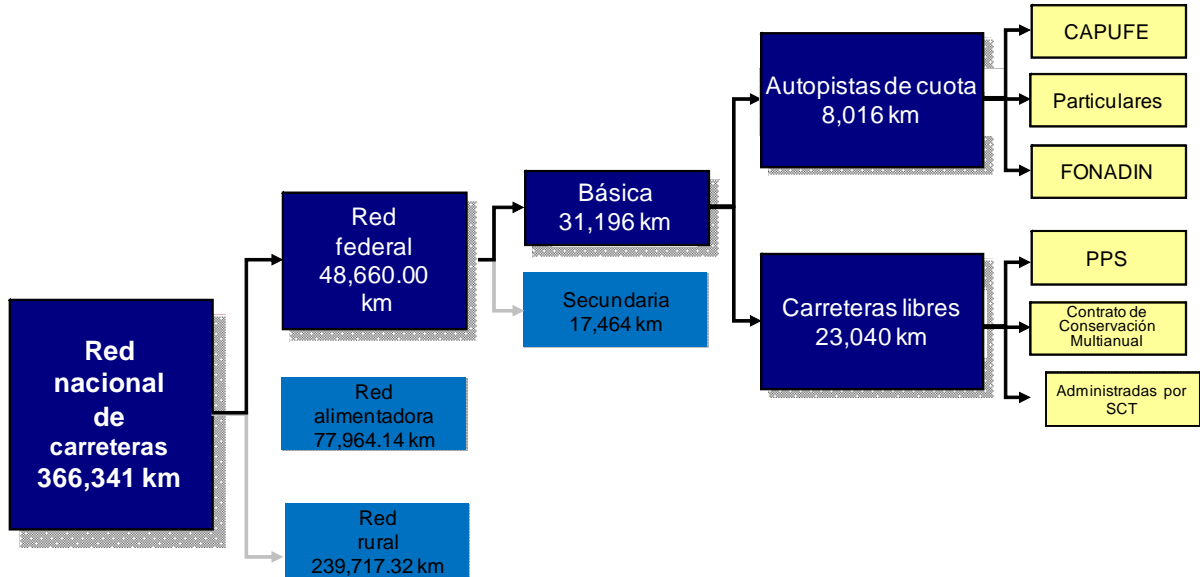 Red
nacional
de
carreteras
366,341 km
Red
federal
48,660.00
km
Red
alimentadora
77,964.14 km
Red
rural
239,717.32 km
Básica
31,196 km
Secundaria
17,464 km
Autopistas de cuota
8,016 km
Carreteras libres
23,040 km
CAPUFE
Particulares
FONADIN
PPS
Contrato de
Conservación
Multianual
Administradas por
SCT